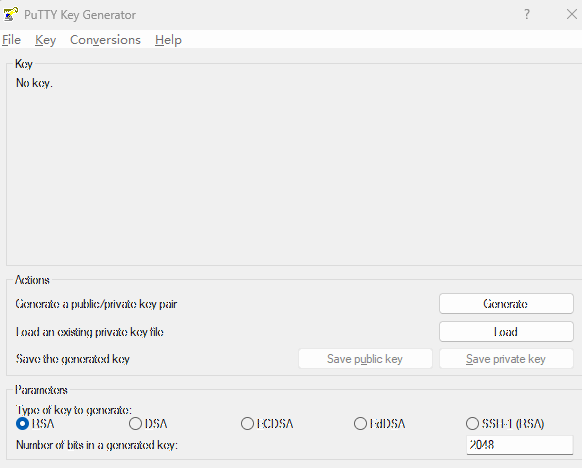 PuTTY Key Generator ? ×
File Key Conversions Help
Key
No key.
Actions
Generate a public/private key pair Generate
Load an existing private key file Load
Save the generated key Save public key Save private key
Parameters
Type of key to generate:
RSA DSA ECDSA EdDSA SSH-1 (RSA)
Number of bits in a generated key: 2048